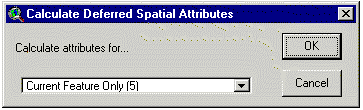 Calculate Deferred Spatial Attributes
OK
Calculate attributes for...
Current Feature Only (5)
Cancel